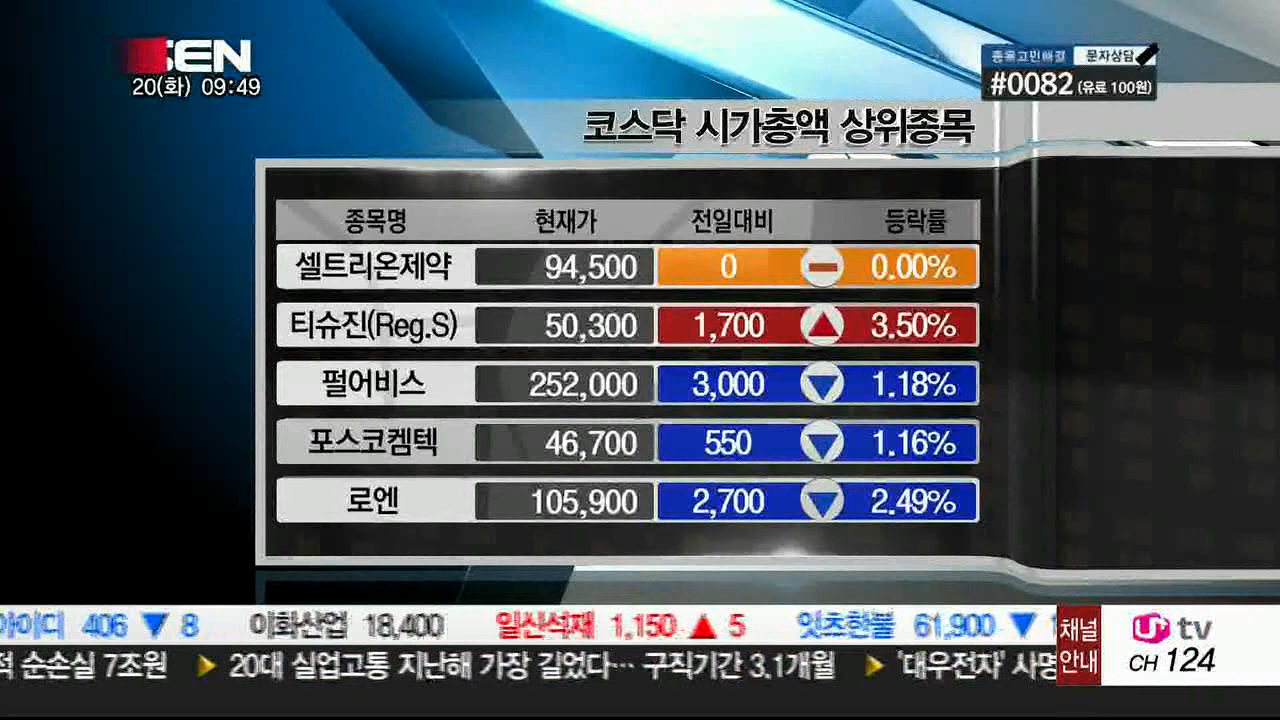 SEN
20(화) 09:49
종목고민해결 문자상담
#0082 (유료 100원)
코스닥 시가총액 상위종목
종목명 현재가 전일대비 등락률
셀트리온제약 94,500 0 0.00%
티슈진(Reg.S) 50,300 1,700 ▲ 3.50%
펄어비스 252,000 3,000 ▼ 1.18%
포스코켐텍 46,700 550 ▼ 1.16%
로엔 105,900 2,700 ▼ 2.49%
아이디 406 ▼ 8 이화산업 18,400 일신석재 1,150 ▲ 5 잇츠한불 61,900 ▼
적 순손실 7조원 ▶ 20대 실업고통 지난해 가장 길었다… 구직기간 3.1개월 ▶ '대우전자' 사명
채널
안내
U+ tv
CH 124